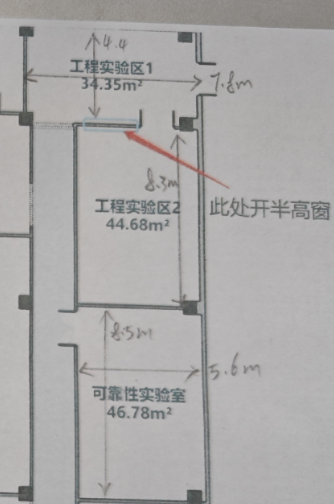 4.4
工程实验区1
34.35m²
7.8m
8.3m
工程实验区2
44.68m²
此处开半高窗
8.5m
5.6m
可靠性实验室
46.78m²